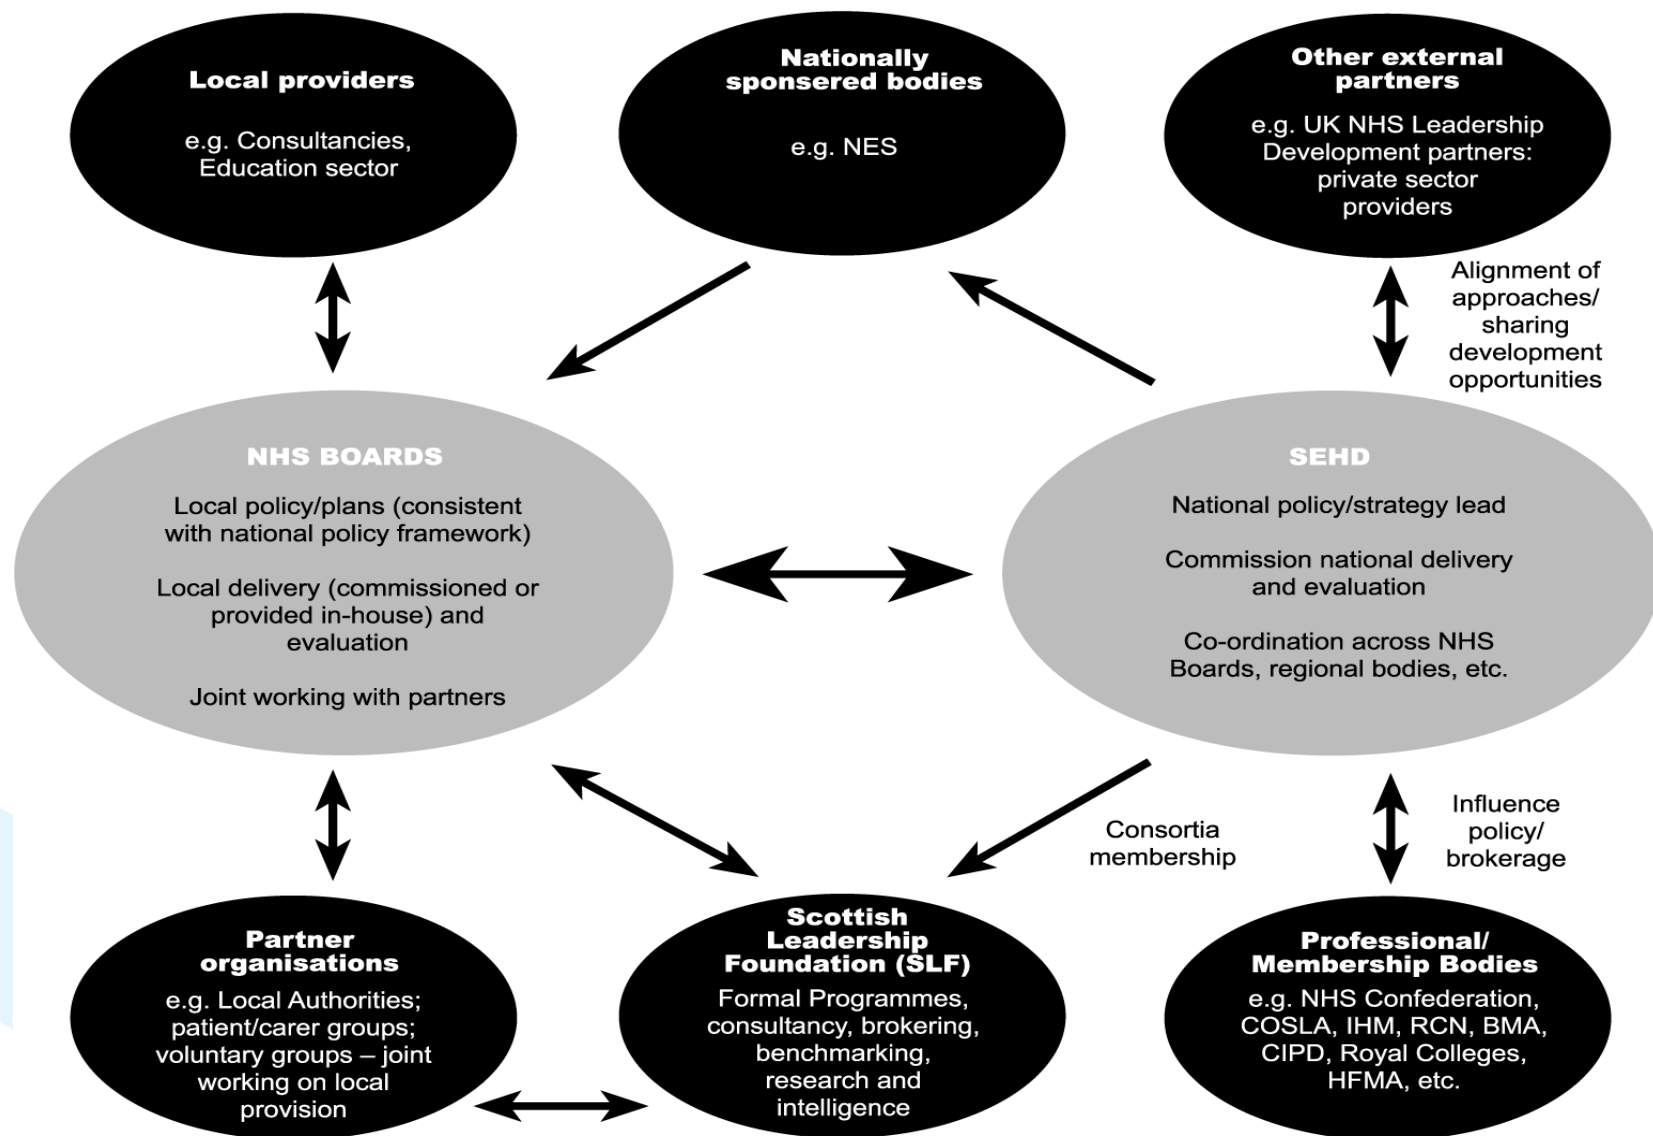 Local providers
e.g. Consultancies,
Education sector
Nationally
sponsered bodies
e.g. NES
Other external
partners
e.g. UK NHS Leadership
Development partners:
private sector
providers
Alignment of
approaches/
sharing
development
opportunities
NHS BOARDS
Local policy/plans (consistent
with national policy framework)
Local delivery (commissioned or
provided in-house) and
evaluation
Joint working with partners
SEHD
National policy/strategy lead
Commission national delivery
and evaluation
Co-ordination across NHS
Boards, regional bodies, etc.
Consortia
membership
Influence
policy/
brokerage
Partner
organisations
e.g. Local Authorities;
patient/carer groups;
voluntary groups – joint
working on local
provision
Scottish
Leadership
Foundation (SLF)
Formal Programmes,
consultancy, brokering,
benchmarking,
research and
intelligence
Professional/
Membership Bodies
e.g. NHS Confederation,
COSLA, IHM, RCN, BMA,
CIPD, Royal Colleges,
HFMA, etc.